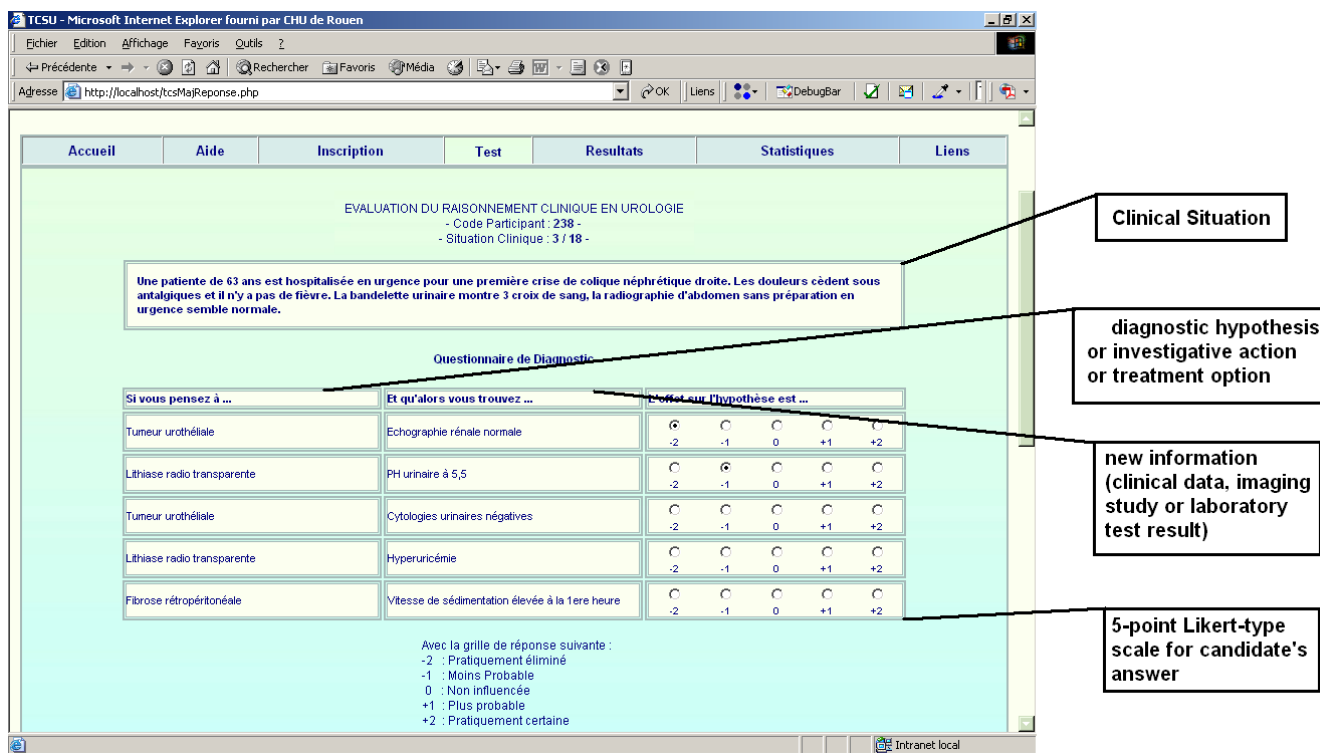 TCSU - Microsoft Internet Explorer fourni par CHU de Rouen
Fichier Edition Affichage Favoris Outils ?
Précédente Rechercher Favoris Média
Adresse http://localhost/tcsMajReponse.php OK Liens DebugBar
Accueil Aide Inscription Test Resultats Statistiques Liens
EVALUATION DU RAISONNEMENT CLINIQUE EN UROLOGIE
- Code Participant : 238 -
- Situation Clinique : 3 / 18 -
Une patiente de 63 ans est hospitalisée en urgence pour une première crise de colique néphrétique droite. Les douleurs cèdent sous
antalgiques et il n'y a pas de fièvre. La bandelette urinaire montre 3 croix de sang, la radiographie d'abdomen sans préparation en
urgence semble normale.
Questionnaire de Diagnostic
Si vous pensez à ... Et qu'alors vous trouvez ... L'effet sur l'hypothèse est ...
Tumeur urothéliale Echographie rénale normale
-2 -1 0 +1 +2
Lithiase radio transparente PH urinaire à 5,5
-2 -1 0 +1 +2
Tumeur urothéliale Cytologies urinaires négatives
-2 -1 0 +1 +2
Lithiase radio transparente Hyperuricémie
-2 -1 0 +1 +2
Fibrose rétropéritonéale Vitesse de sédimentation élevée à la 1ere heure
-2 -1 0 +1 +2
Avec la grille de réponse suivante :
-2 : Pratiquement éliminé
-1 : Moins Probable
0 : Non influencée
+1 : Plus probable
+2 : Pratiquement certaine
Intranet local
Clinical Situation
diagnostic hypothesis
or investigative action
or treatment option
new information
(clinical data, imaging
study or laboratory
test result)
5-point Likert-type
scale for candidate's
answer